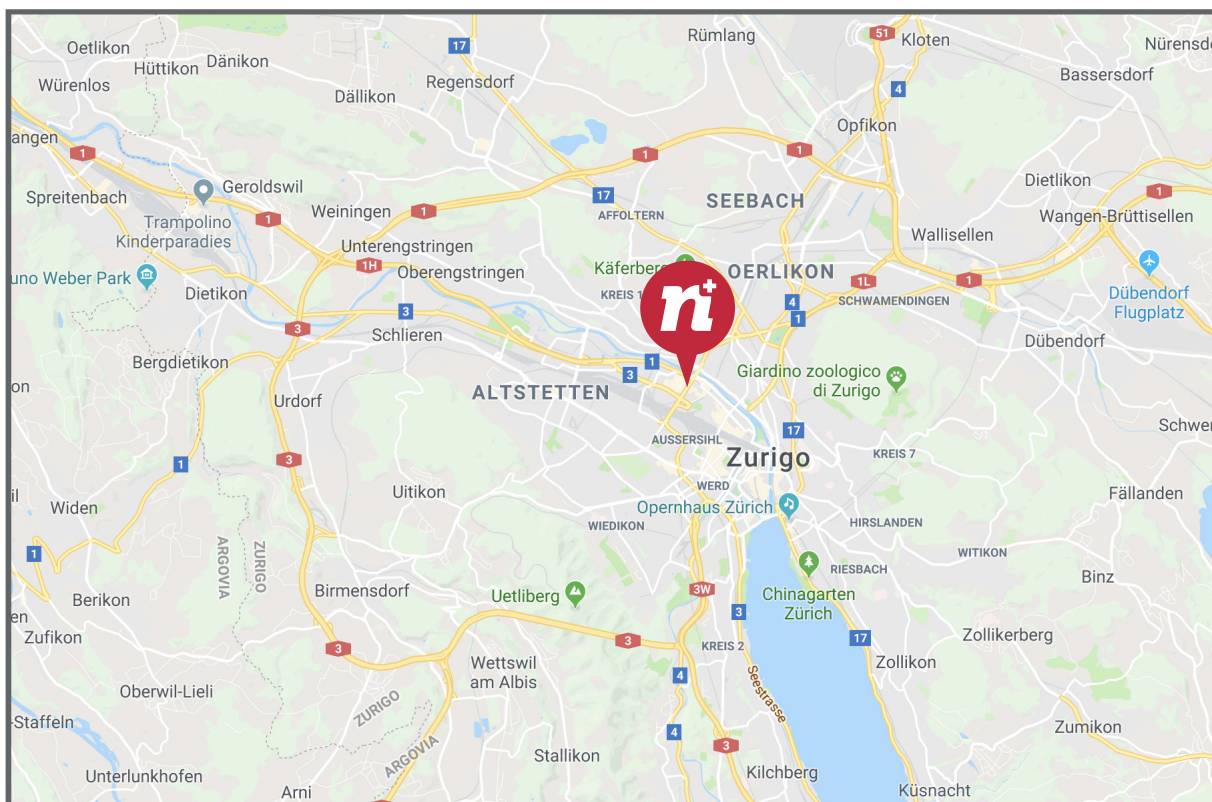 17
Rümlang
51
Kloten
Nürensdo
Oetlikon
Dänikon
Hüttikon
Würenlos
Regensdorf
Dällikon
Bassersdorf
4
Opfikon
angen
1
1
1
Spreitenbach
Geroldswil
Trampolino
Kinderparadies
1
Weiningen
1
17
AFFOLTERN
SEEBACH
Dietlikon
1
Wangen-Brüttisellen
Wallisellen
Unterengstringen
1H
Oberengstringen
Käferberg
OERLIKON
1L
1
uno Weber Park
Dietikon
KREIS 1
n+
4
1
SCHWAMENDINGEN
Dübendorf
Flugplatz
3
3
Schlieren
Dübendorf
Bergdietikon
1
3
Giardino zoologico
di Zurigo
on
Urdorf
ALTSTETTEN
Schwer
17
AUSSERSIHL
Zurigo
KREIS 7
3
1
WERD
Uitikon
il
Widen
Opernhaus Zürich
Fällanden
WIEDIKON
HIRSLANDEN
WITIKON
1
ARGOVIA
ZURIGO
Birmensdorf
Uetliberg
3W
Chinagarten
Zürich
RIESBACH
Binz
Berikon
en
Zufikon
3
3
3
KREIS 2
17
Zollikerberg
Zollikon
Wettswil
am Albis
4
Seestrasse
Oberwil-Lieli
ZURIGO
-Staffeln
ARGOVIA
4
3
Zumikon
Stallikon
Kilchberg
Unterlunkhofen
Arni
Küsnacht